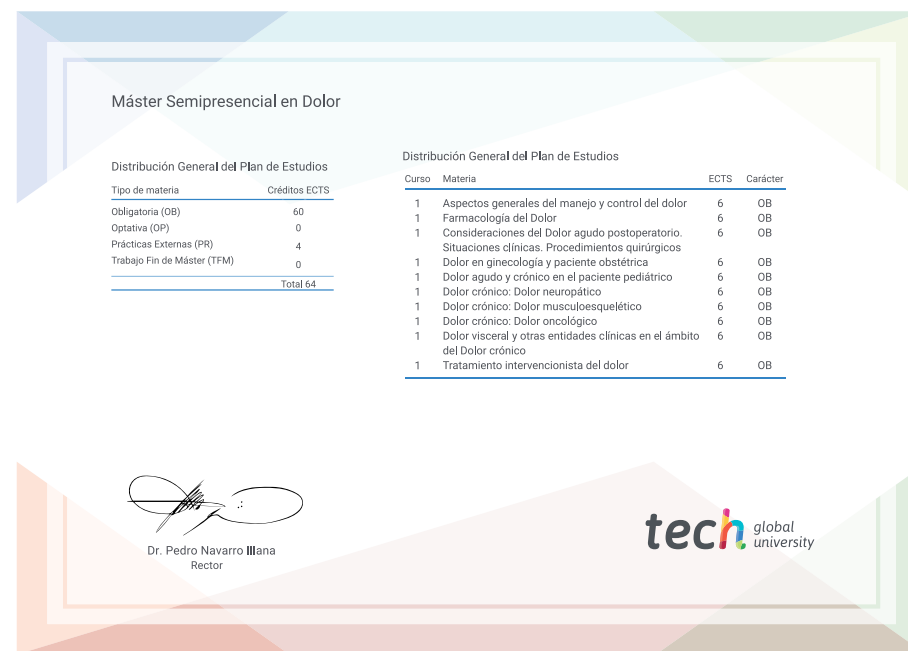 Máster Semipresencial en Dolor
Distribución General del Plan de Estudios
Tipo de materia Créditos ECTS
Obligatoria (OB) 60
Optativa (OP) 0
Prácticas Externas (PR) 4
Trabajo Fin de Máster (TFM) 0
Total 64
Distribución General del Plan de Estudios
Curso Materia ECTS Carácter
1 Aspectos generales del manejo y control del dolor 6 OB
1 Farmacología del Dolor 6 OB
1 Consideraciones del Dolor agudo postoperatorio. 6 OB
Situaciones clínicas. Procedimientos quirúrgicos
1 Dolor en ginecología y paciente obstétrica 6 OB
1 Dolor agudo y crónico en el paciente pediátrico 6 OB
1 Dolor crónico: Dolor neuropático 6 OB
1 Dolor crónico: Dolor musculoesquelético 6 OB
1 Dolor crónico: Dolor oncológico 6 OB
1 Dolor visceral y otras entidades clínicas en el ámbito 6 OB
del Dolor crónico
1 Tratamiento intervencionista del dolor 6 OB
Dr. Pedro Navarro Illana
Rector
tech global
university